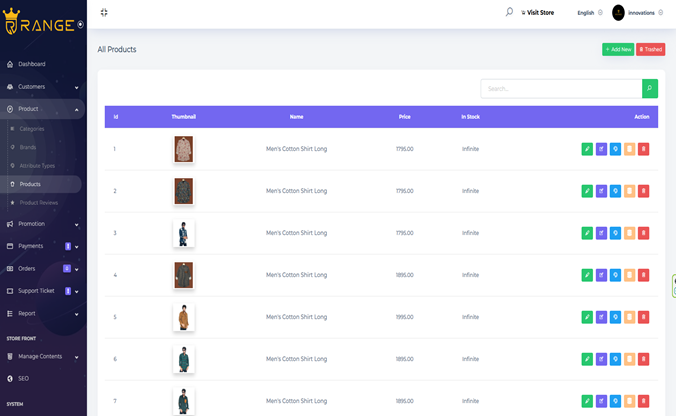 RANGE
Visit Store
English
Innovations
Dashboard
Customers
Product
Categories
Brands
Attribute Types
Products
Product Reviews
Promotion
Payments
Orders
Support Ticket
Report
STORE FRONT
Manage Contents
SEO
SYSTEM
All Products
+ Add New
Trashed
Search...
Id Thumbnail Name Price In Stock Action
1 Men's Cotton Shirt Long 1795.00 Infinite
2 Men's Cotton Shirt Long 1795.00 Infinite
3 Men's Cotton Shirt Long 1795.00 Infinite
4 Men's Cotton Shirt Long 1895.00 Infinite
5 Men's Cotton Shirt Long 1995.00 Infinite
6 Men's Cotton Shirt Long 1895.00 Infinite
7 Men's Cotton Shirt Long 1895.00 Infinite